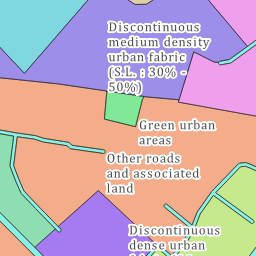 Discontinuous
medium density
urban fabric
(S.L. : 30% -
50%)
Green urban
areas
Other roads
and associated
land
Discontinuous
dense urban